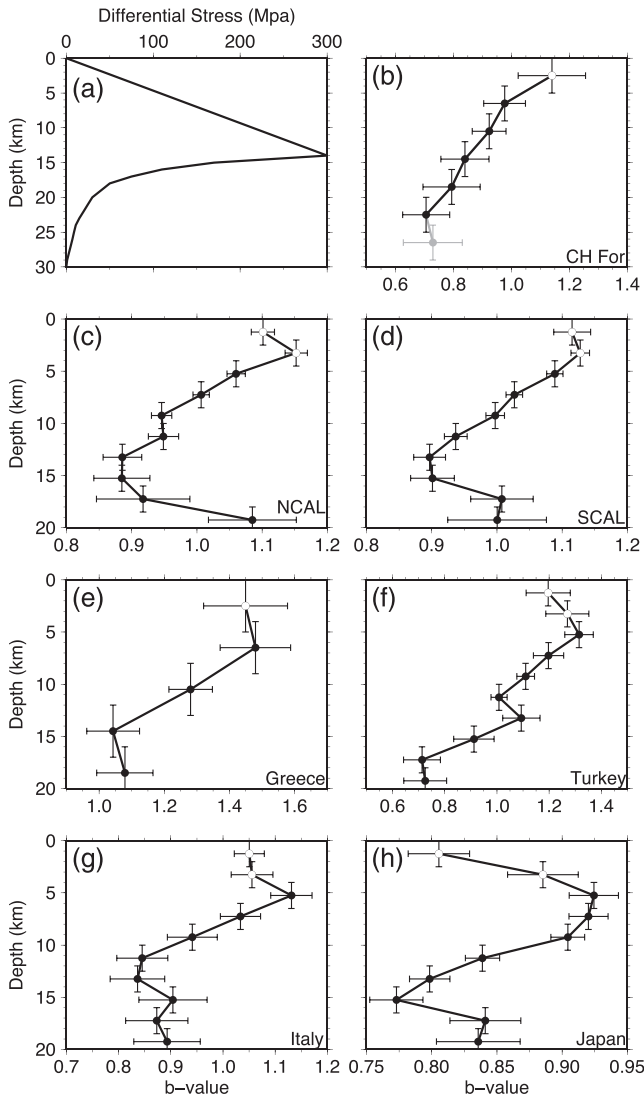 Differential Stress (Mpa)
0 100 200 300
0 5 10 15 20 25 30
Depth (km)
(a)
(b)
CH For
0.6 0.8 1.0 1.2 1.4
0 5 10 15 20
Depth (km)
(c)
NCAL
0.8 0.9 1.0 1.1 1.2
(d)
SCAL
0.8 0.9 1.0 1.1 1.2
0 5 10 15 20
Depth (km)
(e)
Greece
1.0 1.2 1.4 1.6
(f)
Turkey
0.6 0.8 1.0 1.2 1.4
0 5 10 15 20
Depth (km)
(g)
Italy
0.7 0.8 0.9 1.0 1.1 1.2
b-value
(h)
Japan
0.75 0.80 0.85 0.90 0.95
b-value